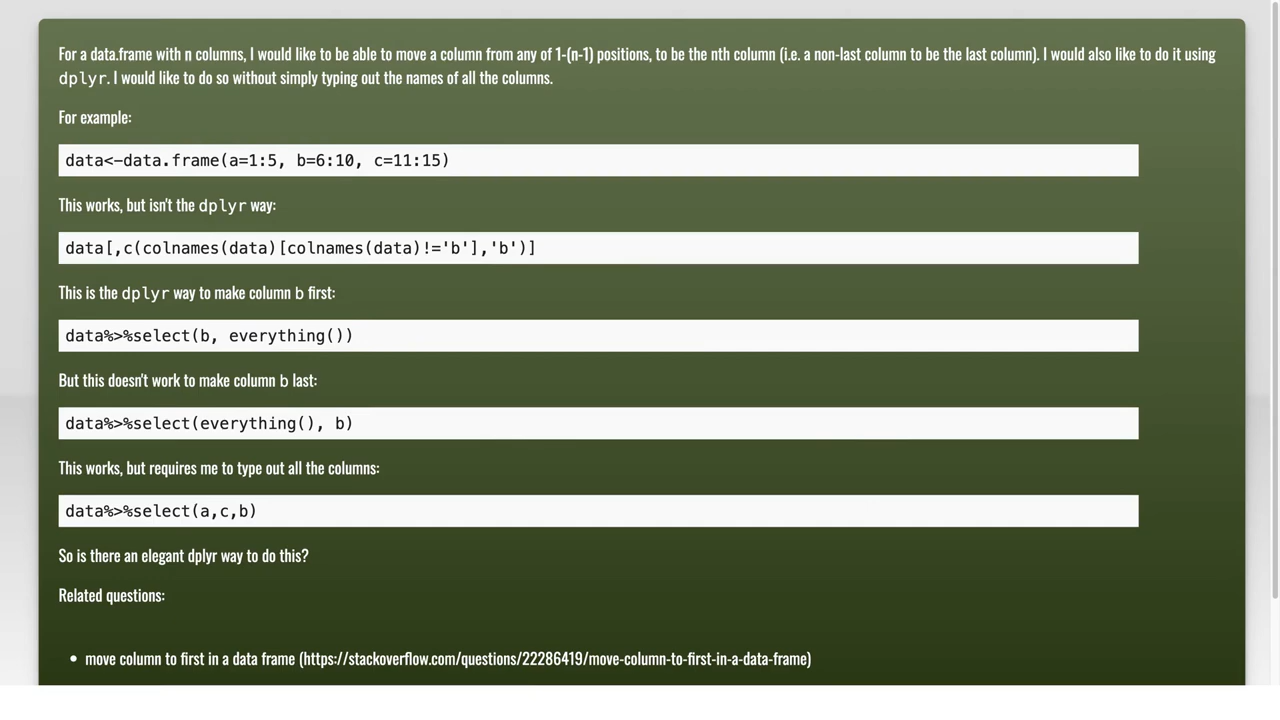 For a data.frame with n columns, I would like to be able to move a column from any of 1-(n-1) positions, to be the nth column (i.e. a non-last column to be the last column). I would also like to do it using
dplyr. I would like to do so without simply typing out the names of all the columns.
For example:
data<-data.frame(a=1:5, b=6:10, c=11:15)
This works, but isn't the dplyr way:
data[,c(colnames(data)[colnames(data)!='b'],'b')]
This is the dplyr way to make column b first:
data%>%select(b, everything())
But this doesn't work to make column b last:
data%>%select(everything(), b)
This works, but requires me to type out all the columns:
data%>%select(a,c,b)
So is there an elegant dplyr way to do this?
Related questions:
• move column to first in a data frame (https://stackoverflow.com/questions/22286419/move-column-to-first-in-a-data-frame)